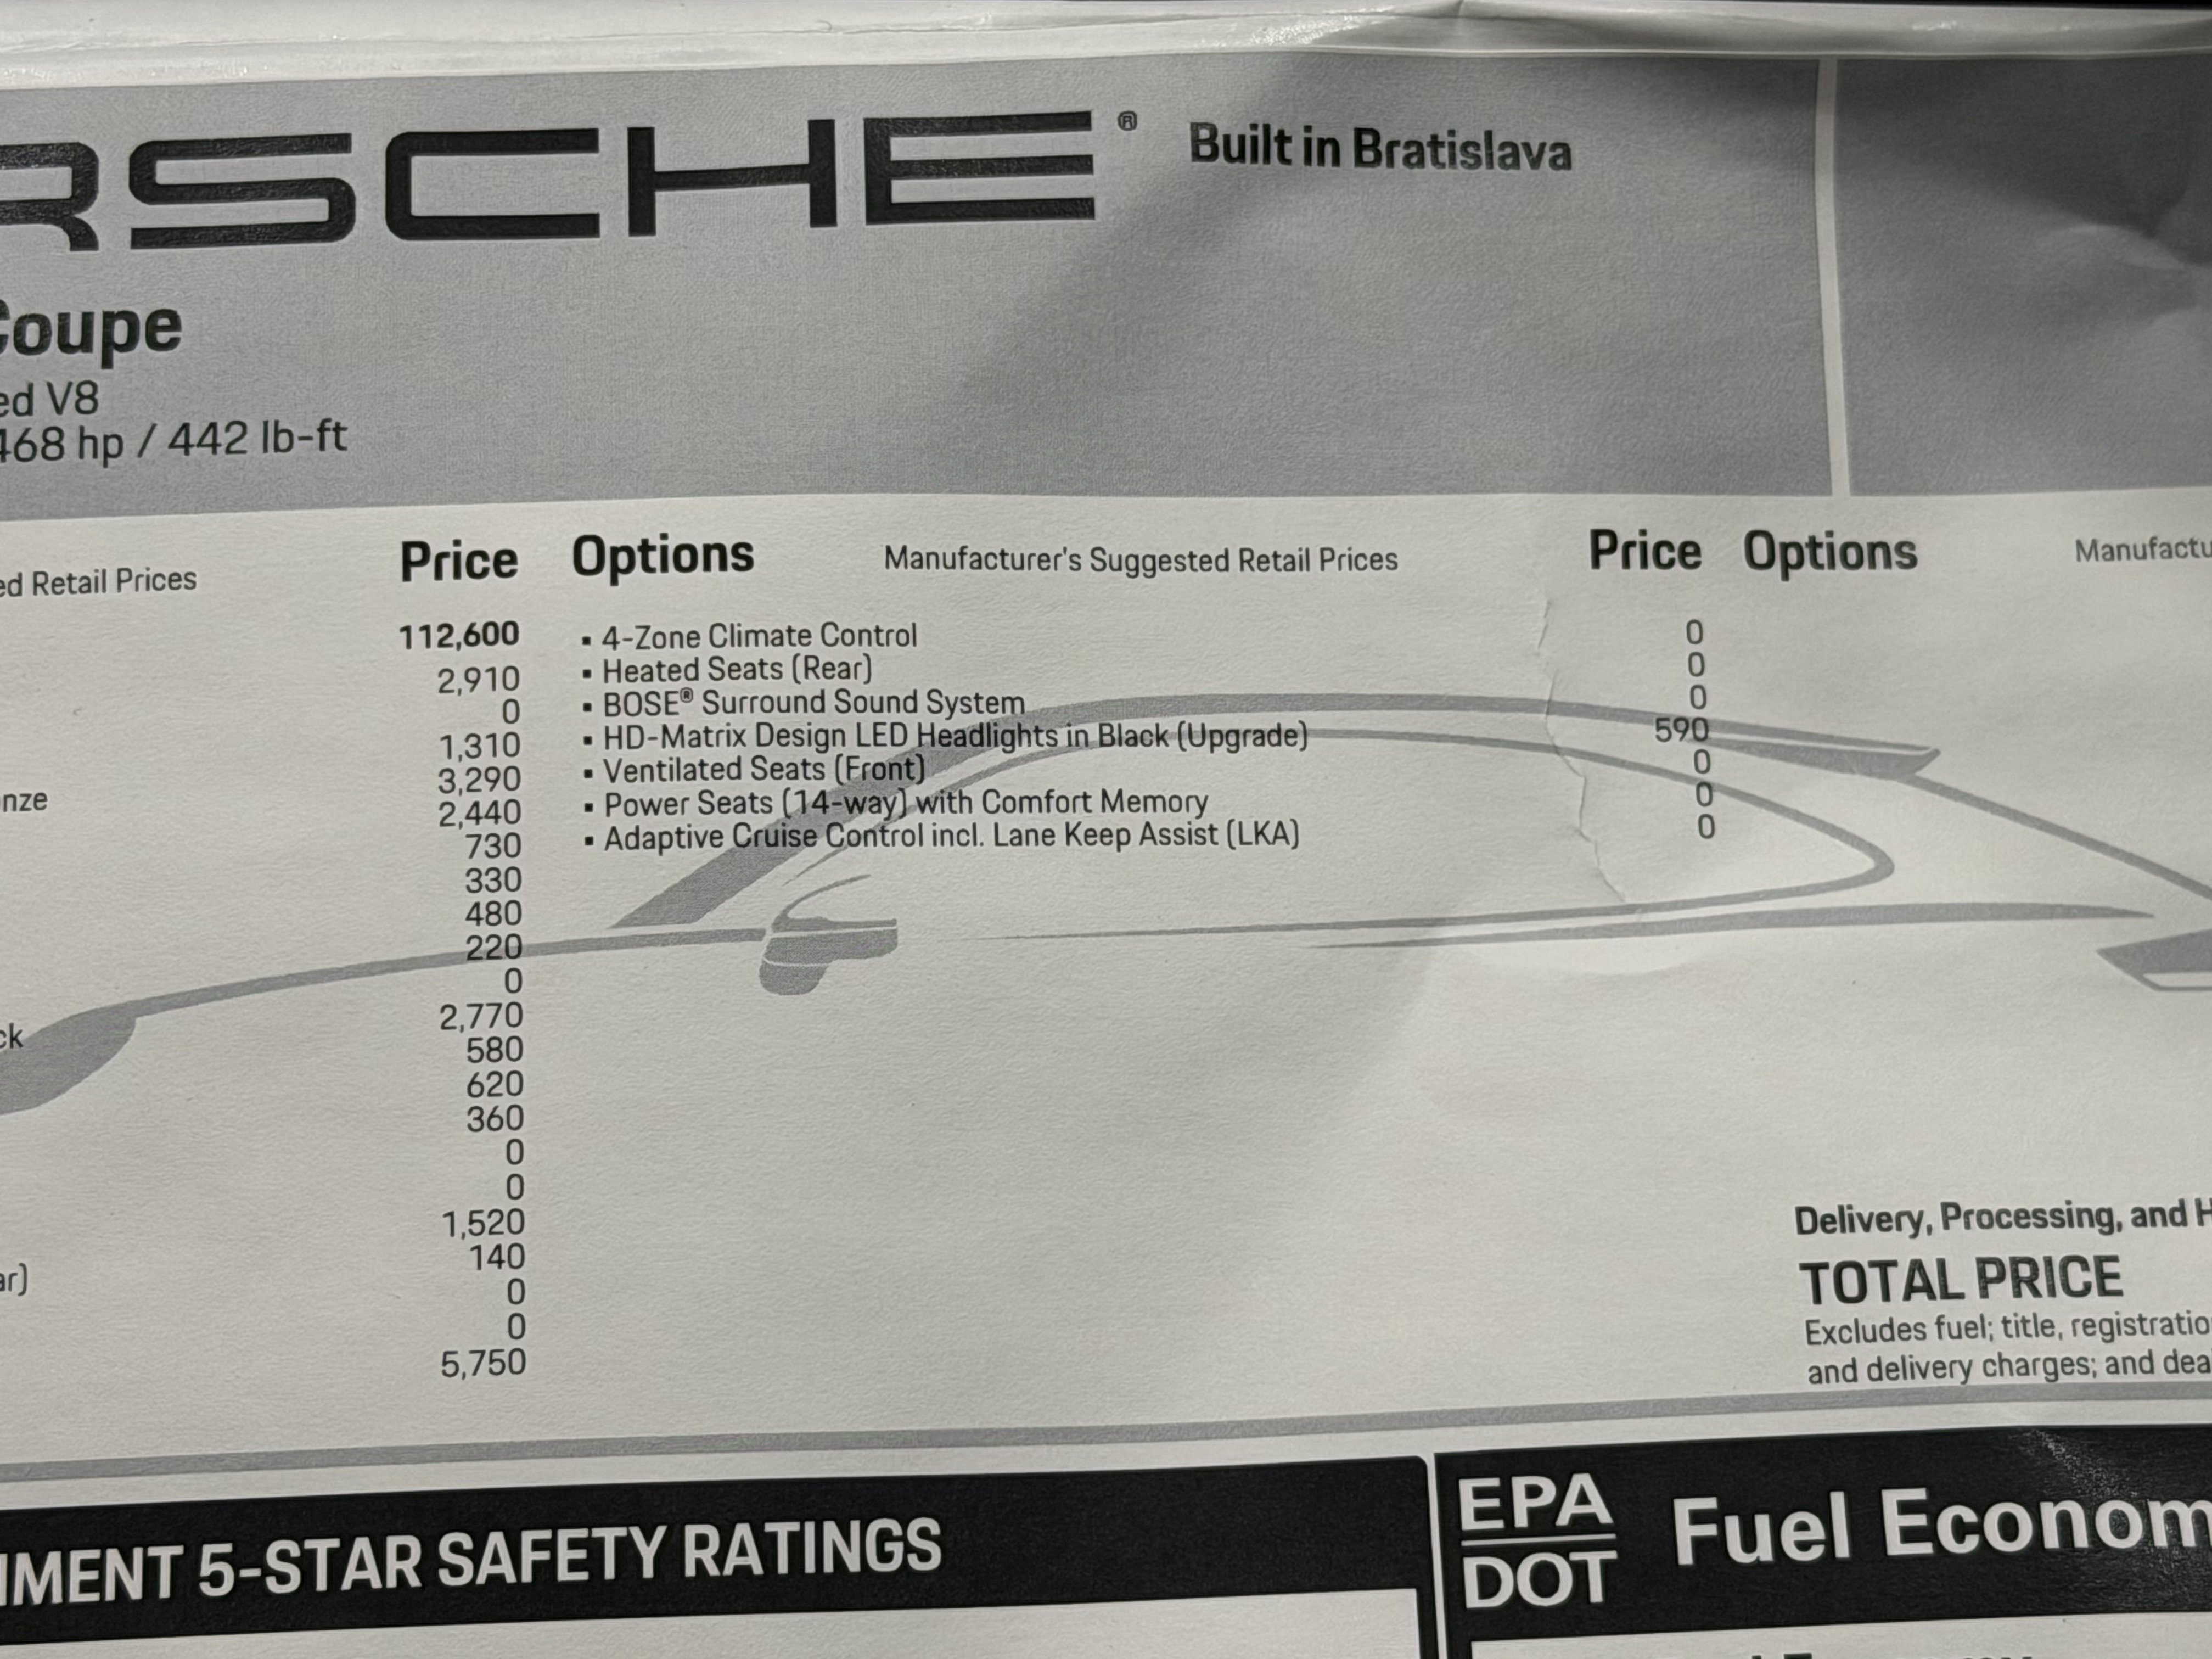 RSCHE® Built in Bratislava
Coupe
ed V8
468 hp / 442 lb-ft
ed Retail Prices Price Options Manufacturer's Suggested Retail Prices Price Options Manufactu
112,600 ▪ 4-Zone Climate Control 0
2,910 ▪ Heated Seats (Rear) 0
0 ▪ BOSE® Surround Sound System 0
1,310 ▪ HD-Matrix Design LED Headlights in Black (Upgrade) 590
3,290 ▪ Ventilated Seats (Front) 0
nze 2,440 ▪ Power Seats (14-way) with Comfort Memory 0
730 ▪ Adaptive Cruise Control incl. Lane Keep Assist (LKA) 0
330
480
220
0
2,770
ck 580
620
360
0
0
1,520
140
ar) 0
0
5,750
Delivery, Processing, and H
TOTAL PRICE
Excludes fuel; title, registratio
and delivery charges; and dea
NMENT 5-STAR SAFETY RATINGS
EPA
DOT Fuel Econom